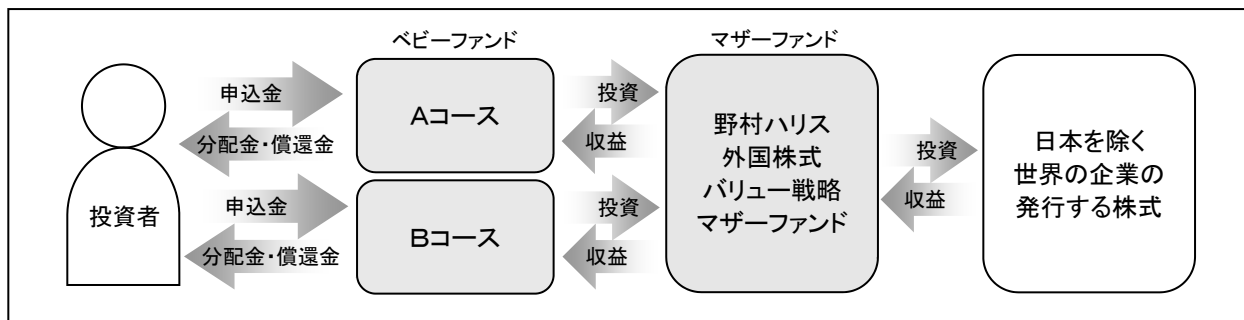 ベビーファンド
マザーファンド
申込金
分配金・償還金
申込金
分配金・償還金
投資者
Aコース
Bコース
投資
収益
投資
収益
野村ハリス
外国株式
バリュー戦略
マザーファンド
投資
収益
日本を除く
世界の企業の
発行する株式